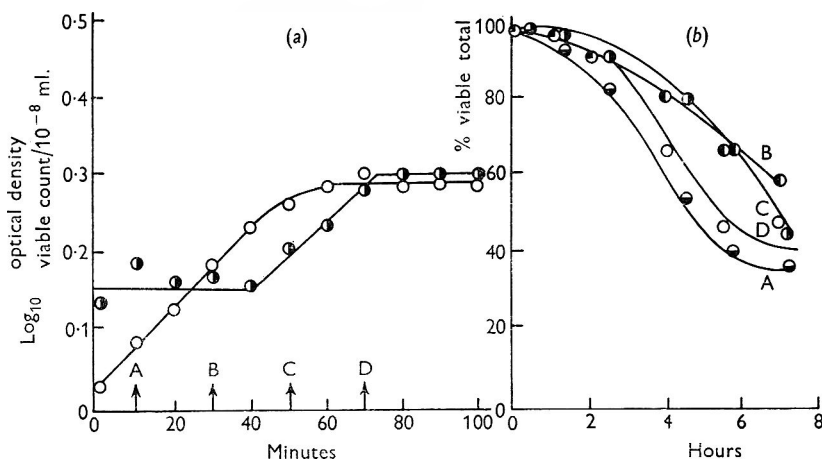 (a)
0·5
0·4
0·3
0·2
0·1
0
Log10 optical density
viable count/10⁻⁸ ml.
A B C D
0 20 40 60 80 100
Minutes
(b)
100
80
60
40
20
0
% viable total
B
C
D
A
0 2 4 6 8
Hours